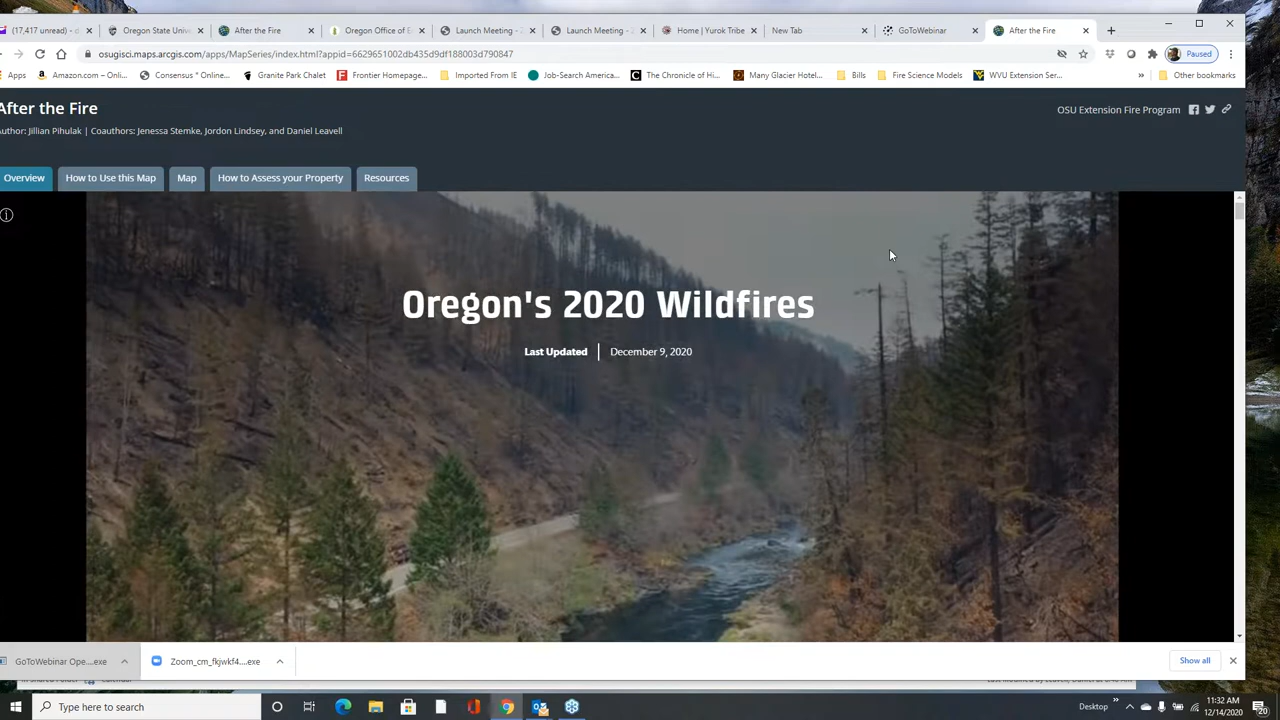 (17,417 unread) - d
Oregon State Univ
After the Fire
Oregon Office of E
Launch Meeting - Z
Launch Meeting - Z
Home | Yurok Tribe
New Tab
GoToWebinar
After the Fire
osugisci.maps.arcgis.com/apps/MapSeries/index.html?appid=6629651002db435d9df188003d790847
Paused
Apps
Amazon.com – Onli...
Consensus * Online...
Granite Park Chalet
Frontier Homepage...
Imported From IE
Job-Search America...
The Chronicle of Hi...
Many Glacier Hotel...
Bills
Fire Science Models
WVU Extension Ser...
Other bookmarks
After the Fire
OSU Extension Fire Program
Author: Jillian Pihulak | Coauthors: Jenessa Stemke, Jordon Lindsey, and Daniel Leavell
Overview
How to Use this Map
Map
How to Assess your Property
Resources
Oregon's 2020 Wildfires
Last Updated | December 9, 2020
GoToWebinar Ope....exe
Zoom_cm_fkjwkf4....exe
Show all
Type here to search
Desktop
11:32 AM
12/14/2020
20